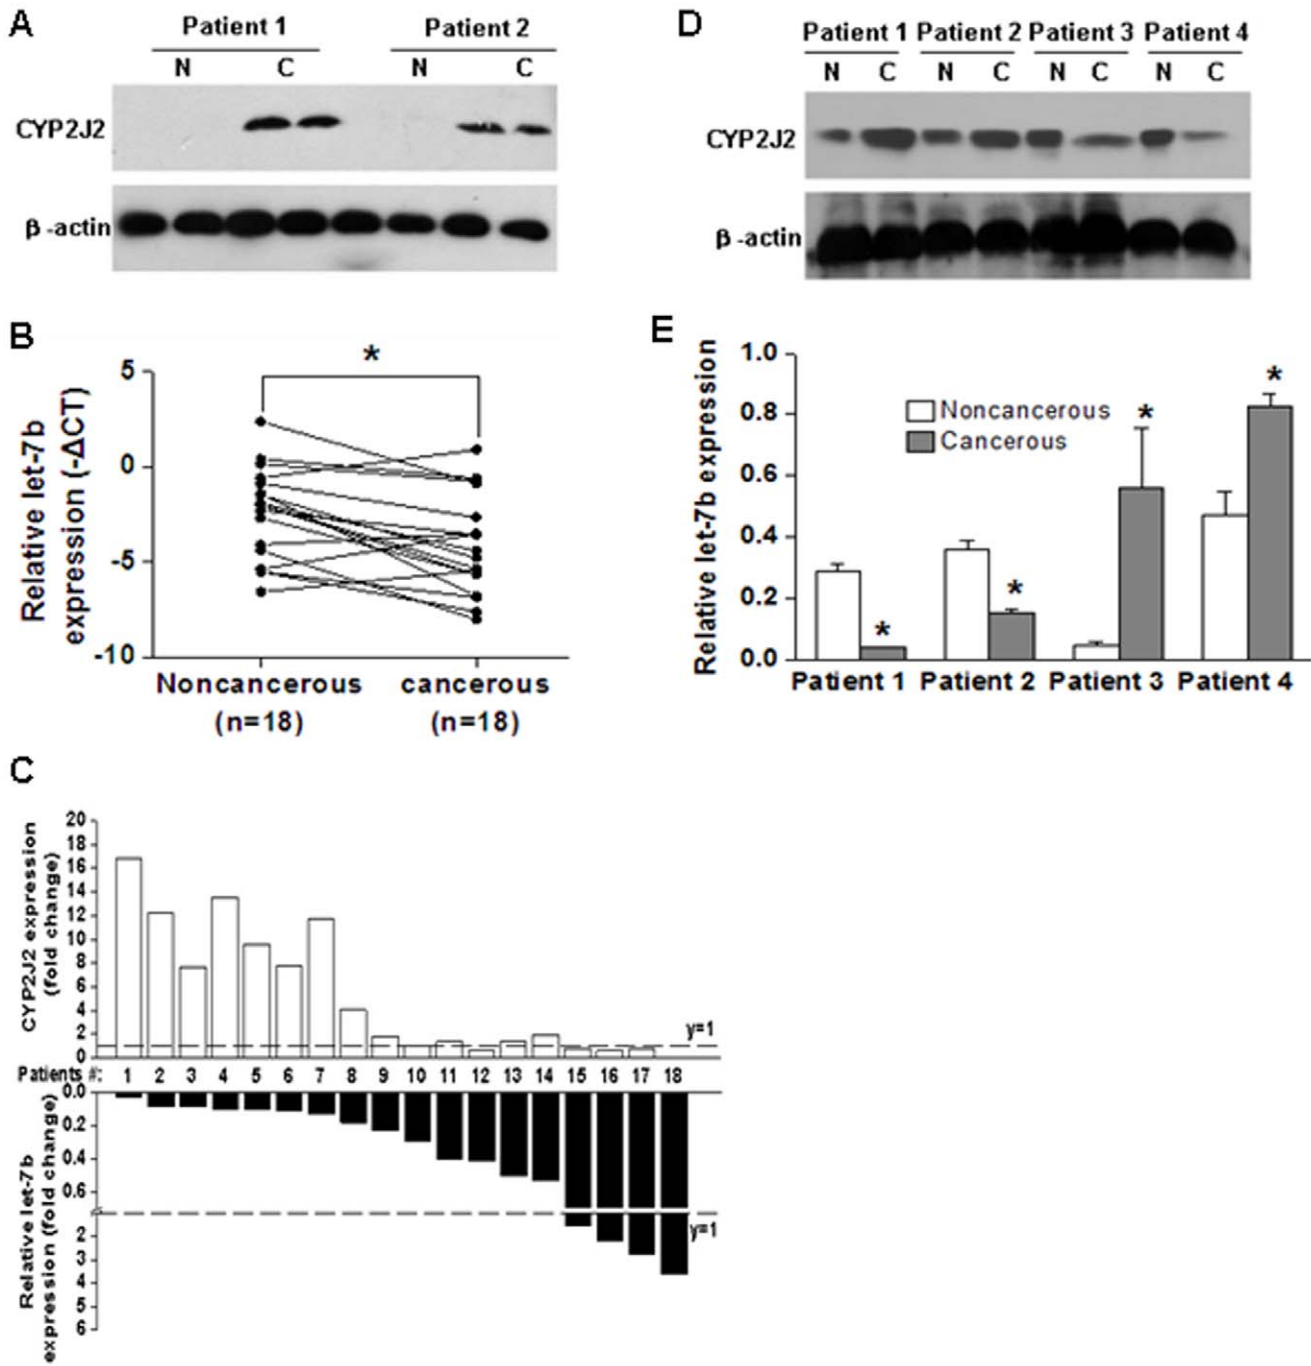 A
Patient 1
Patient 2
N
C
N
C
CYP2J2
β -actin
D
Patient 1
Patient 2
Patient 3
Patient 4
N
C
N
C
N
C
N
C
CYP2J2
β -actin
B
Relative let-7b
expression (-ΔCT)
5
0
-5
-10
*
Noncancerous
(n=18)
cancerous
(n=18)
E
Relative let-7b expression
1.0
0.8
0.6
0.4
0.2
0.0
Noncancerous
Cancerous
*
*
*
*
Patient 1
Patient 2
Patient 3
Patient 4
C
CYP2J2 expression
(fold change)
20
18
16
14
12
10
8
6
4
2
0
y=1
Patients #:
1 2 3 4 5 6 7 8 9 10 11 12 13 14 15 16 17 18
Relative let-7b
expression (fold change)
0.0
0.2
0.4
0.6
2
3
4
5
6
y=1